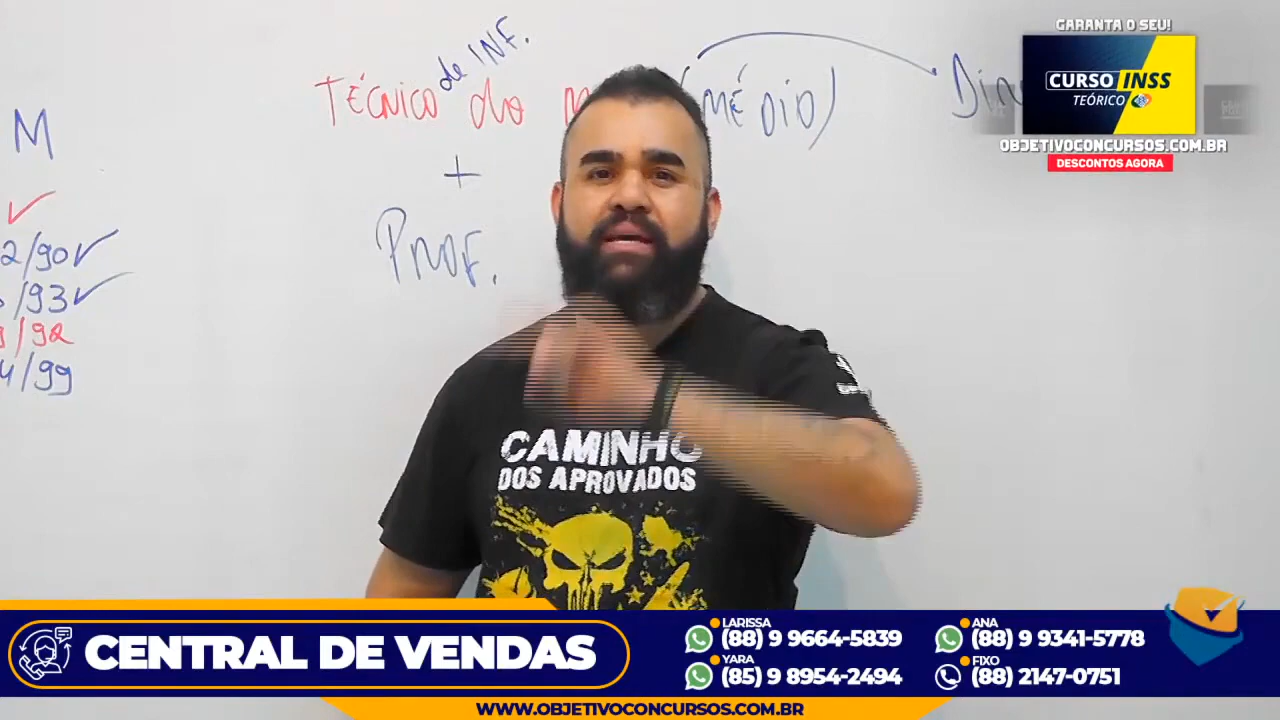 GARANTA O SEU!
CURSO INSS
TEÓRICO
OBJETIVOCONCURSOS.COM.BR
DESCONTOS AGORA
TÉCNICO de INF.
do
(MÉDIO)
M
+
PROF.
2/90
/93
/92
4/99
CAMINHO
DOS APROVADOS
CENTRAL DE VENDAS
LARISSA
(88) 9 9664-5839
ANA
(88) 9 9341-5778
YARA
(85) 9 8954-2494
FIXO
(88) 2147-0751
WWW.OBJETIVOCONCURSOS.COM.BR